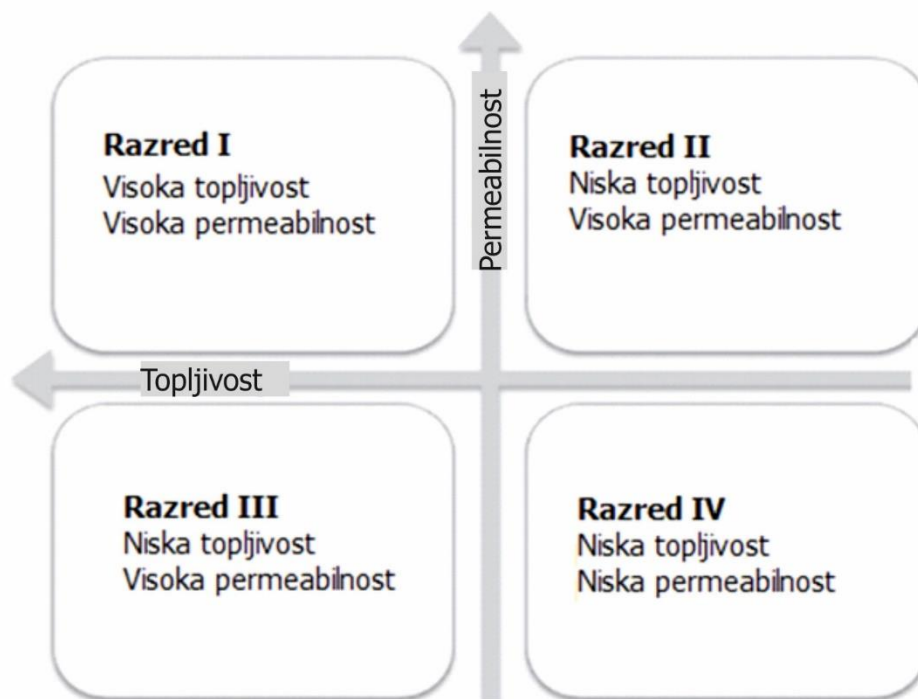 Permeabilnost
Razred I
Visoka topljivost
Visoka permeabilnost
Razred II
Niska topljivost
Visoka permeabilnost
Topljivost
Razred III
Niska topljivost
Visoka permeabilnost
Razred IV
Niska topljivost
Niska permeabilnost